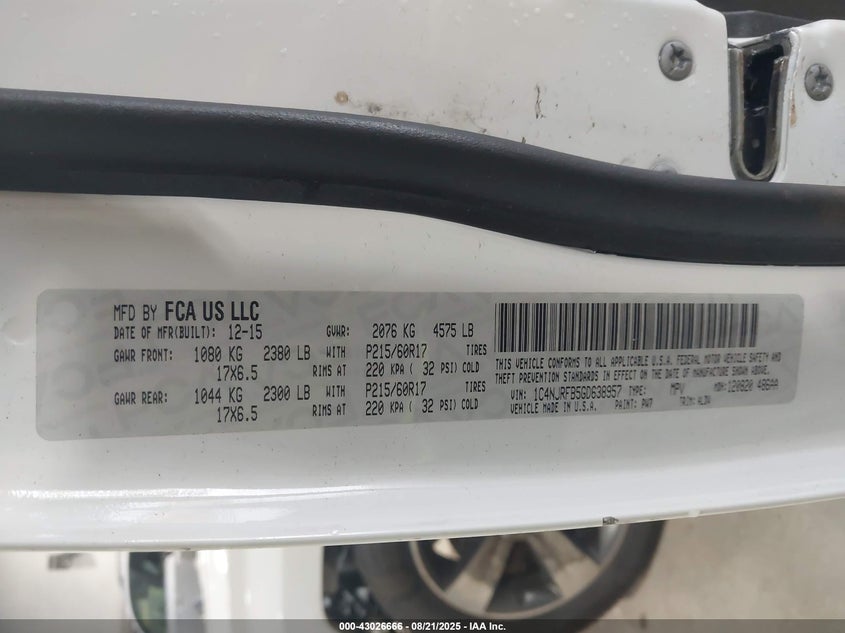 MFD BY FCA US LLC
DATE OF MFR(BUILT): 12-15 GVWR: 2076 KG 4575 LB
GAWR FRONT: 1080 KG 2380 LB WITH P215/60R17 TIRES
17X6.5 RIMS AT 220 KPA ( 32 PSI) COLD
GAWR REAR: 1044 KG 2300 LB WITH P215/60R17 TIRES
17X6.5 RIMS AT 220 KPA ( 32 PSI) COLD
THIS VEHICLE CONFORMS TO ALL APPLICABLE U.S.A. FEDERAL MOTOR VEHICLE SAFETY AND
THEFT PREVENTION STANDARDS IN EFFECT ON THE DATE OF MANUFACTURE SHOWN ABOVE.
VIN: 1C4NJRFB5GD638957 TYPE: MPV MDH: 120820 486AA
VEHICLE MADE IN U.S.A. PAINT: PW7 TRIM:
000-43026666 - 08/21/2025 - IAA Inc.